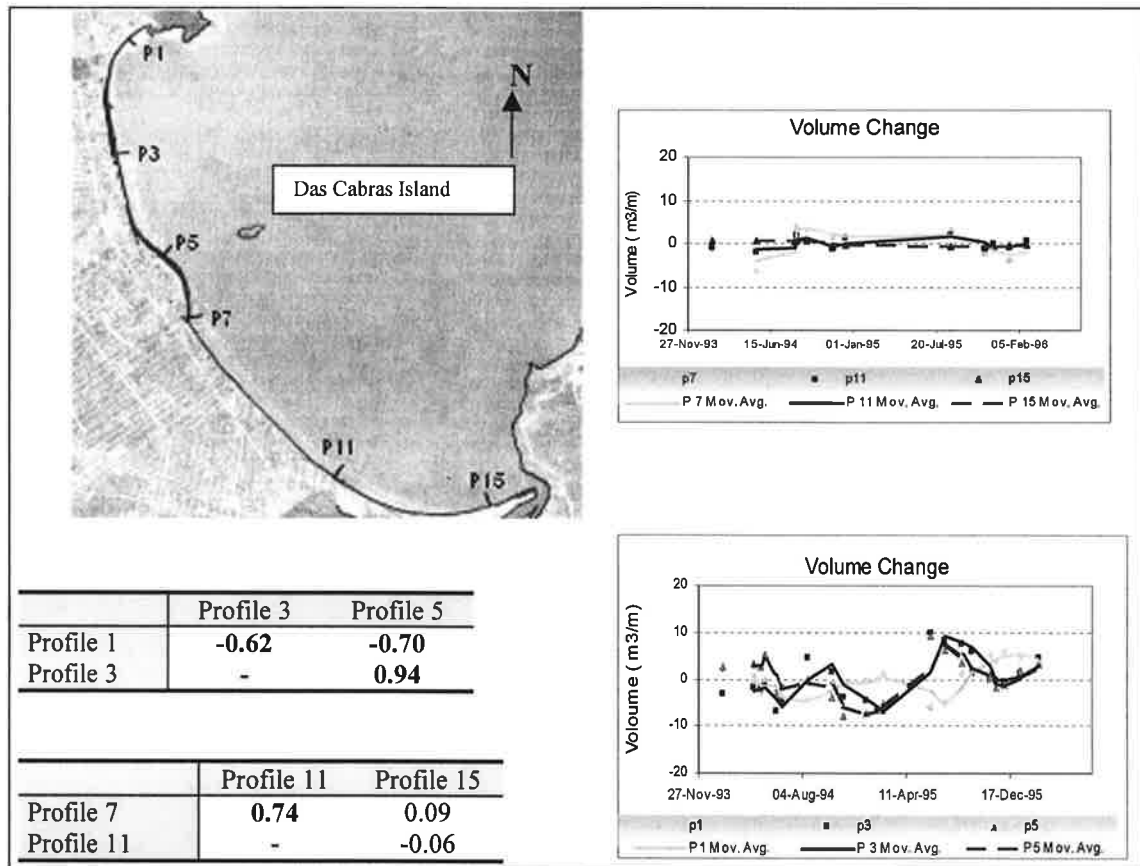 P1
N
P3
Das Cabras Island
P5
P7
P11
P15
Volume Change
Volume ( m3/m)
20
10
0
-10
-20
27-Nov-93 15-Jun-94 01-Jan-95 20-Jul-95 05-Feb-96
p7 p11 p15
P 7 Mov. Avg. P 11 Mov. Avg. P 15 Mov. Avg.
Profile 3 Profile 5
Profile 1 -0.62 -0.70
Profile 3 - 0.94
Profile 11 Profile 15
Profile 7 0.74 0.09
Profile 11 - -0.06
Volume Change
Voloume ( m3/m)
20
10
0
-10
-20
27-Nov-93 04-Aug-94 11-Apr-95 17-Dec-95
p1 p3 p5
P1 Mov. Avg. P 3 Mov. Avg. P5 Mov. Avg.